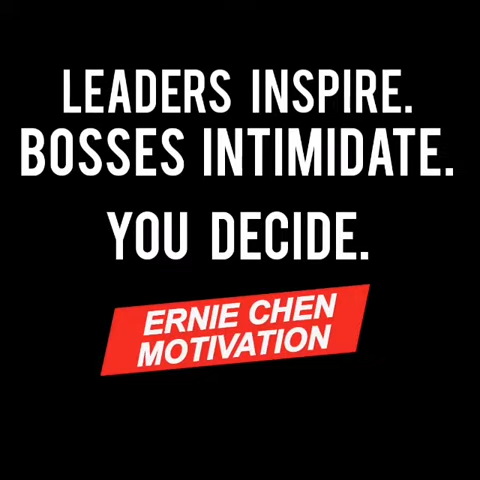 LEADERS INSPIRE.
BOSSES INTIMIDATE.
YOU DECIDE.
ERNIE CHEN
MOTIVATION